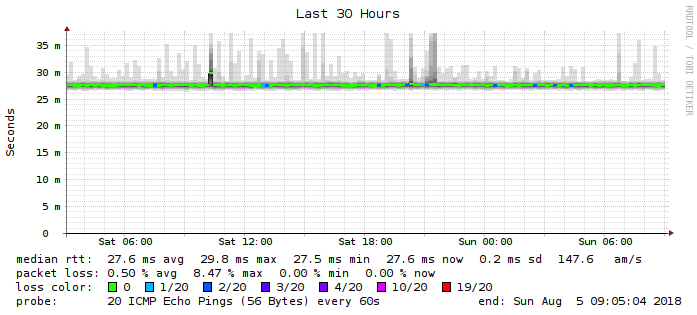 Last 30 Hours
RRDTOOL / TOBI OETIKER
Seconds
35 m
30 m
25 m
20 m
15 m
10 m
5 m
0
Sat 06:00 Sat 12:00 Sat 18:00 Sun 00:00 Sun 06:00
median rtt: 27.6 ms avg 29.8 ms max 27.5 ms min 27.6 ms now 0.2 ms sd 147.6 am/s
packet loss: 0.50 % avg 8.47 % max 0.00 % min 0.00 % now
loss color: 0 1/20 2/20 3/20 4/20 10/20 19/20
probe: 20 ICMP Echo Pings (56 Bytes) every 60s end: Sun Aug 5 09:05:04 2018